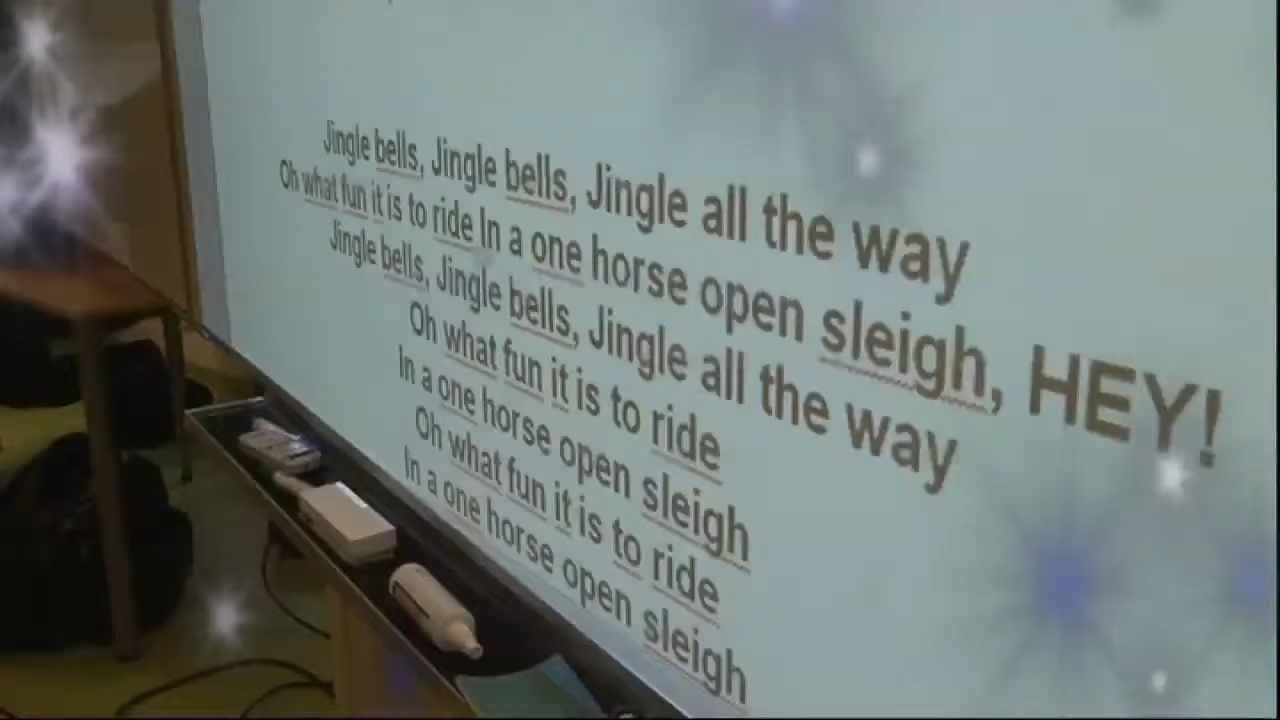 Jingle bells, Jingle bells, Jingle all the way
Oh what fun it is to ride In a one horse open sleigh, HEY!
Jingle bells, Jingle bells, Jingle all the way
Oh what fun it is to ride
In a one horse open sleigh
Oh what fun it is to ride
In a one horse open sleigh